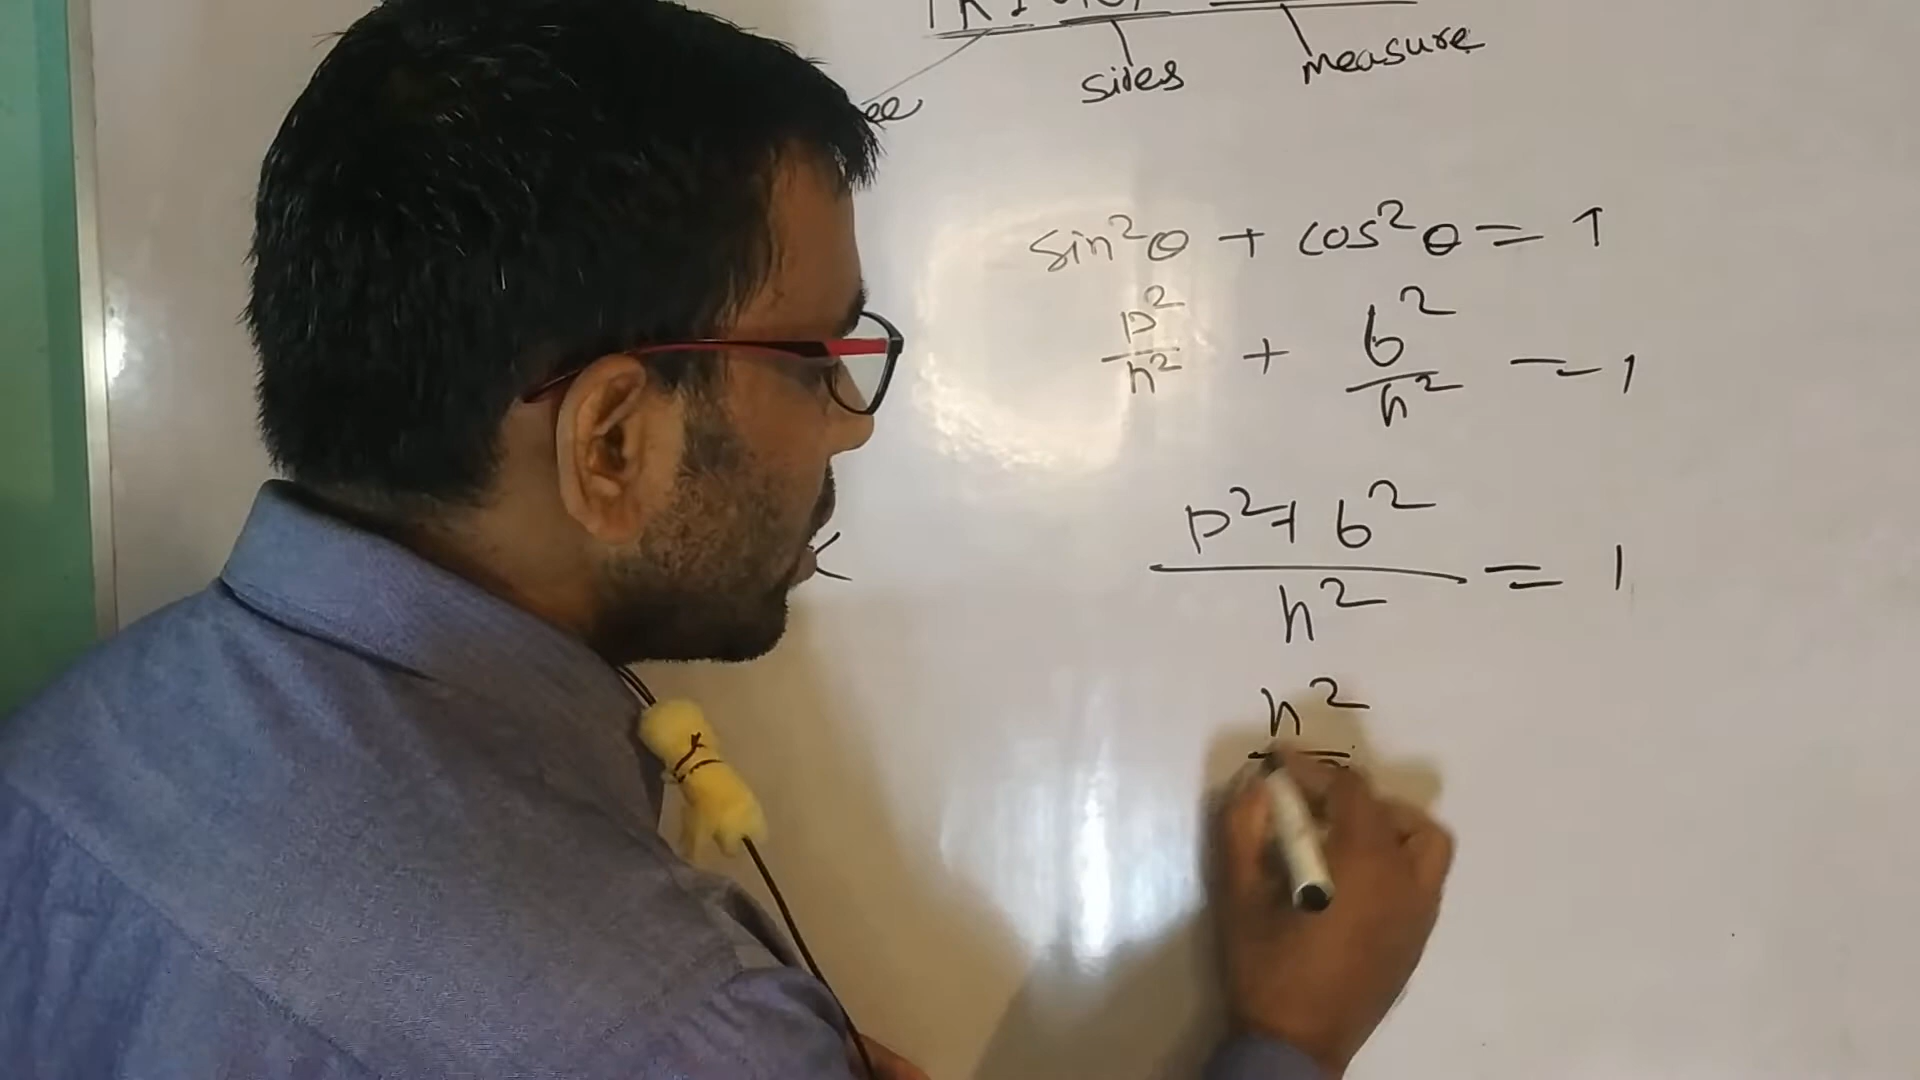 sides measure
sin²θ + cos²θ = 1
p²/h² + b²/h² = 1
p²+ b²/h² = 1
h²